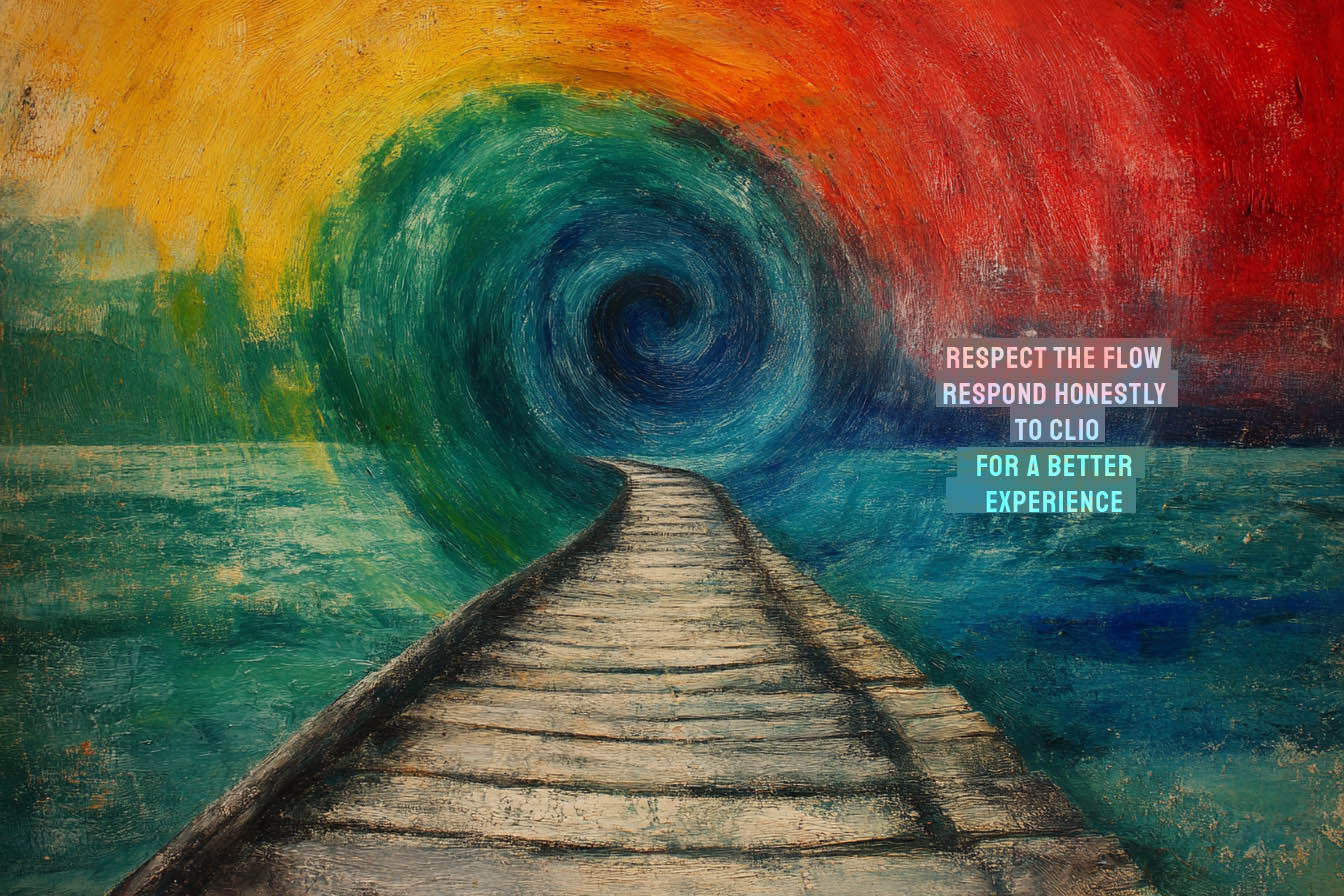 RESPECT THE FLOW
RESPOND HONESTLY
TO CLIO
FOR A BETTER
EXPERIENCE